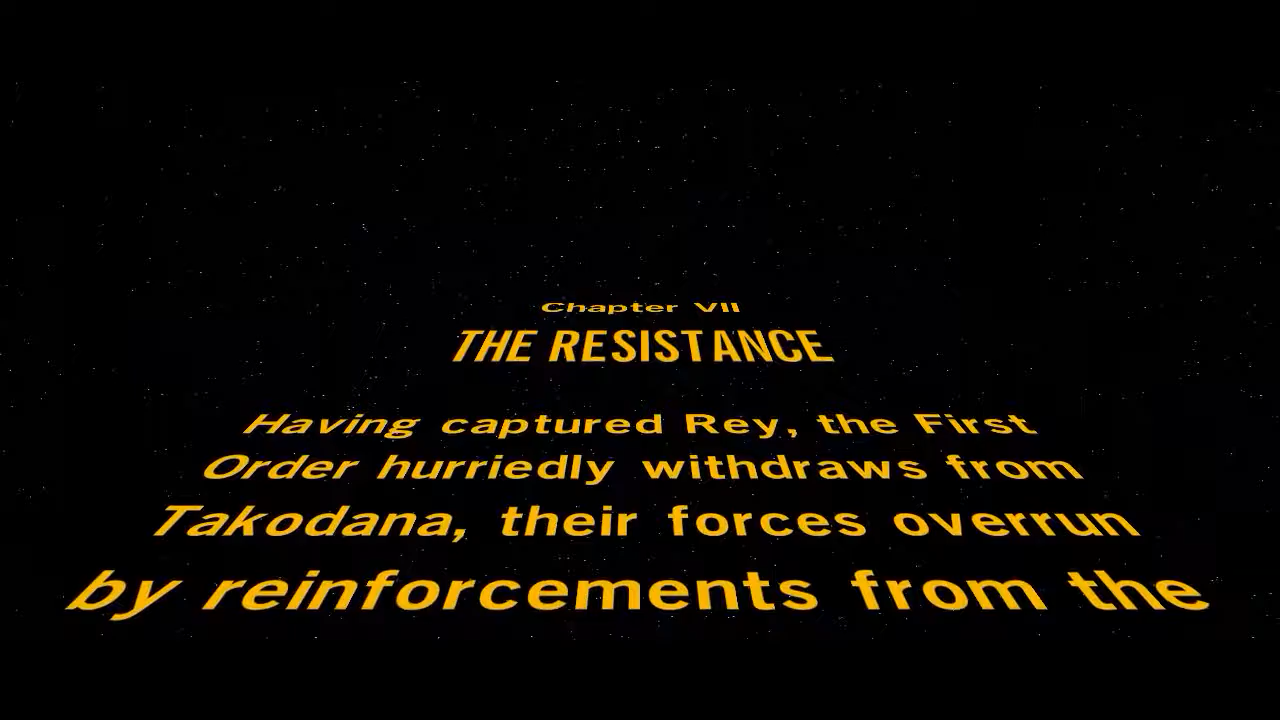 Chapter VII
THE RESISTANCE
Having captured Rey, the First
Order hurriedly withdraws from
Takodana, their forces overrun
by reinforcements from the